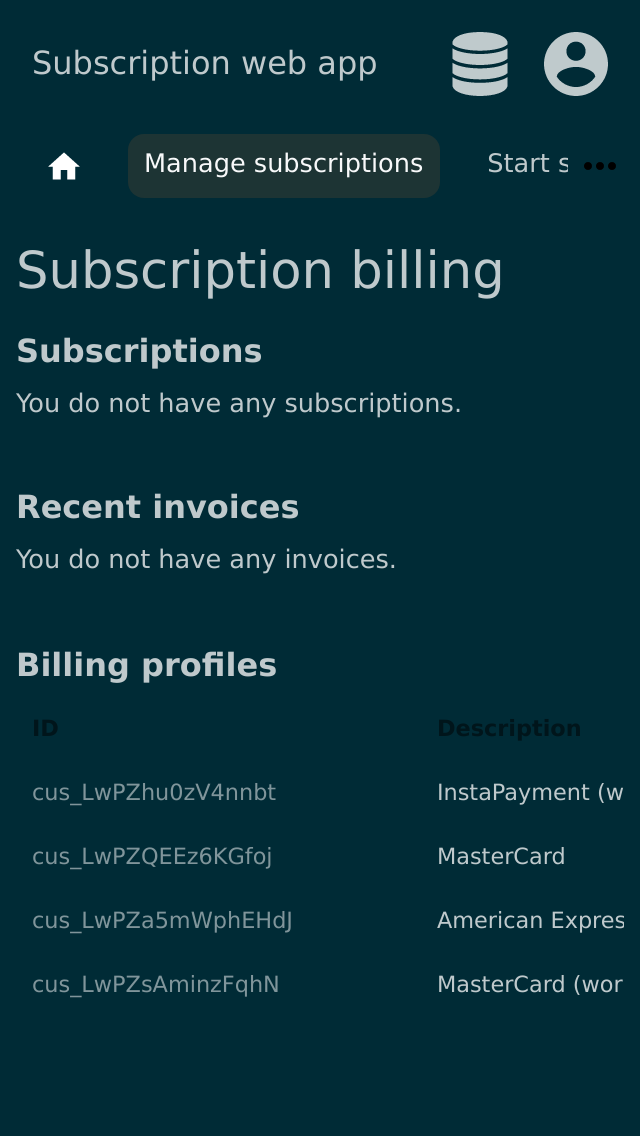 Subscription web app
Manage subscriptions
Start s
Subscription billing
Subscriptions
You do not have any subscriptions.
Recent invoices
You do not have any invoices.
Billing profiles
ID Description
cus_LwPZhu0zV4nnbt InstaPayment (w
cus_LwPZQEEz6KGfoj MasterCard
cus_LwPZa5mWphEHdJ American Expres
cus_LwPZsAminzFqhN MasterCard (wor